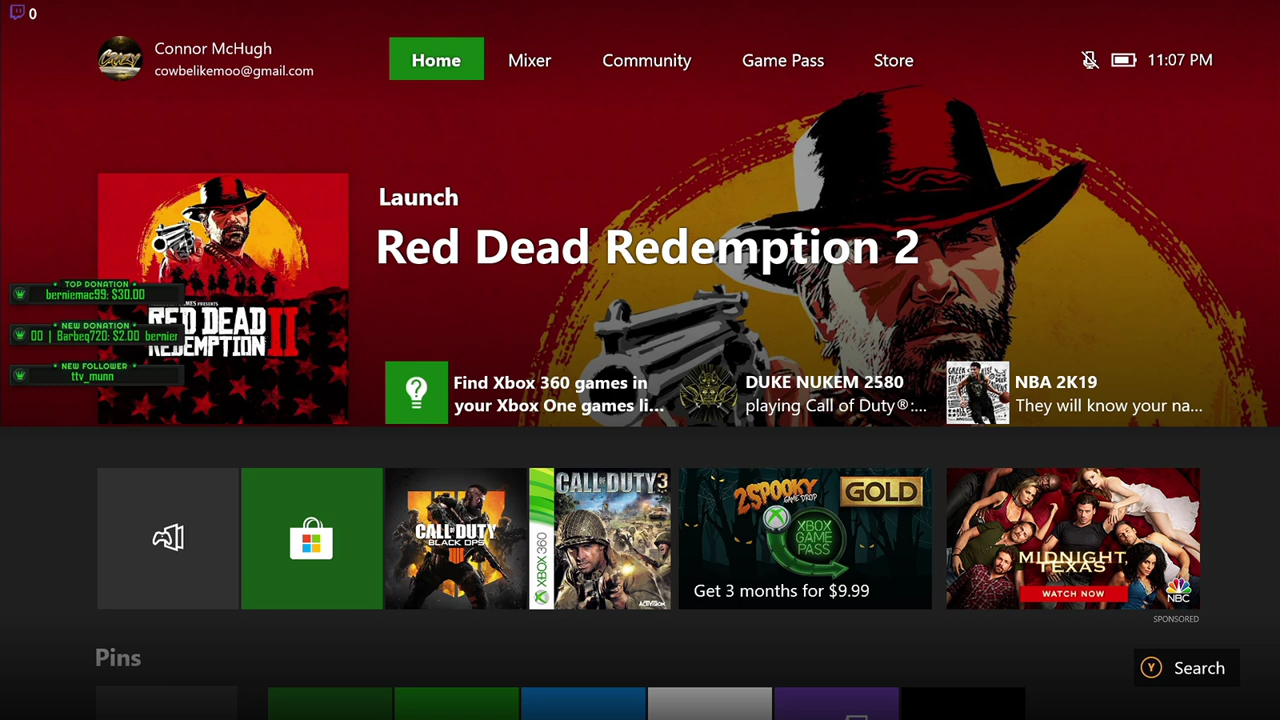 0
Connor McHugh
cowbelikemoo@gmail.com
Home
Mixer
Community
Game Pass
Store
11:07 PM
Launch
Red Dead Redemption 2
TOP DONATION
berniemac99: $30.00
NEW DONATION
00 | Barbeq720: $2.00 bernier
NEW FOLLOWER
ttv_munn
RED DEAD
REDEMPTION II
Find Xbox 360 games in
your Xbox One games li...
DUKE NUKEM 2580
playing Call of Duty®:...
NBA 2K19
They will know your na...
CRAZY
CALL OF DUTY
BLACK OPS
IIII
XBOX 360
CALL OF DUTY 3
ACTIVISION
2SPOOKY
GAME DROP
GOLD
XBOX
GAME
PASS
Get 3 months for $9.99
MIDNIGHT,
TEXAS
WATCH NOW
NBC
SPONSORED
Pins
Y
Search